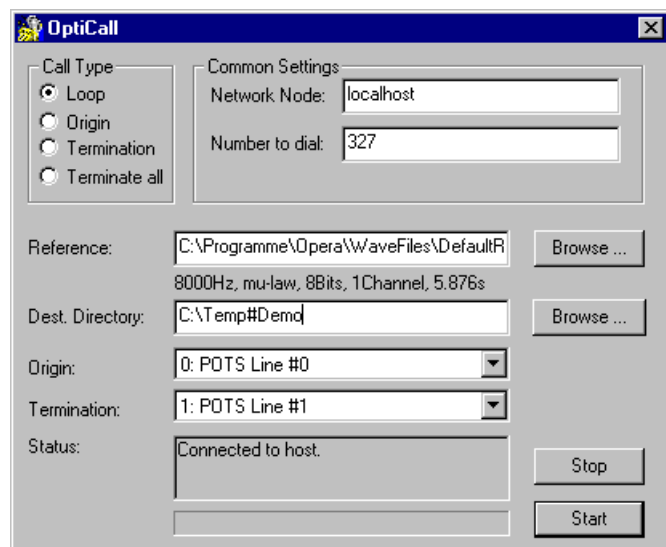 OptiCall
Call Type
Loop
Origin
Termination
Terminate all
Common Settings
Network Node: localhost
Number to dial: 327
Reference: C:\Programme\Opera\WaveFiles\DefaultR Browse ...
8000Hz, mu-law, 8Bits, 1Channel, 5.876s
Dest. Directory: C:\Temp#Demo Browse ...
Origin: 0: POTS Line #0
Termination: 1: POTS Line #1
Status: Connected to host.
Stop
Start